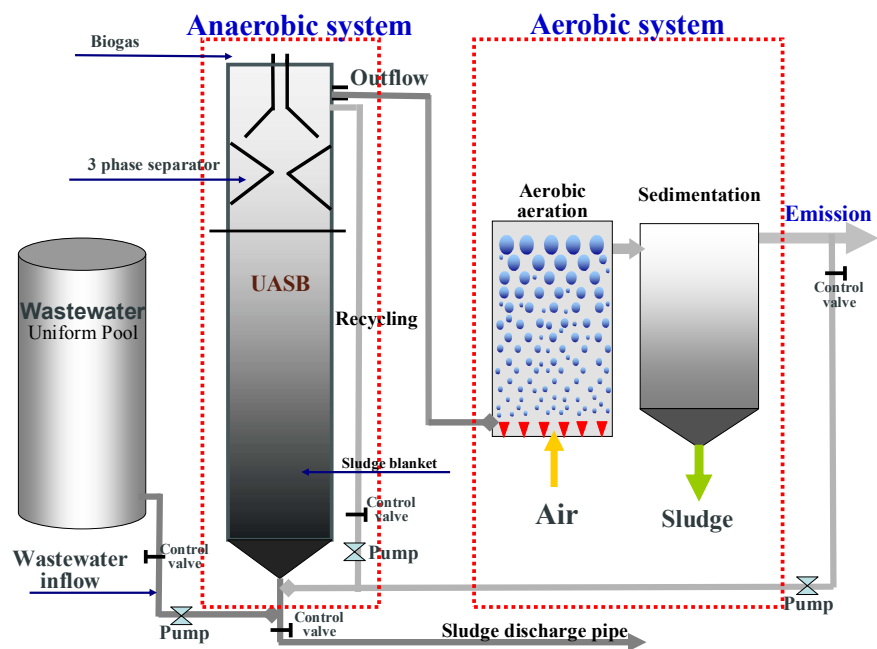 Anaerobic system
Aerobic system
Biogas
Outflow
3 phase separator
Aerobic
aeration
Sedimentation
Emission
Wastewater
Uniform Pool
UASB
Recycling
Control
valve
Sludge blanket
Air
Sludge
Control
valve
Pump
Control
valve
Wastewater
inflow
Pump
Control
valve
Sludge discharge pipe
Pump